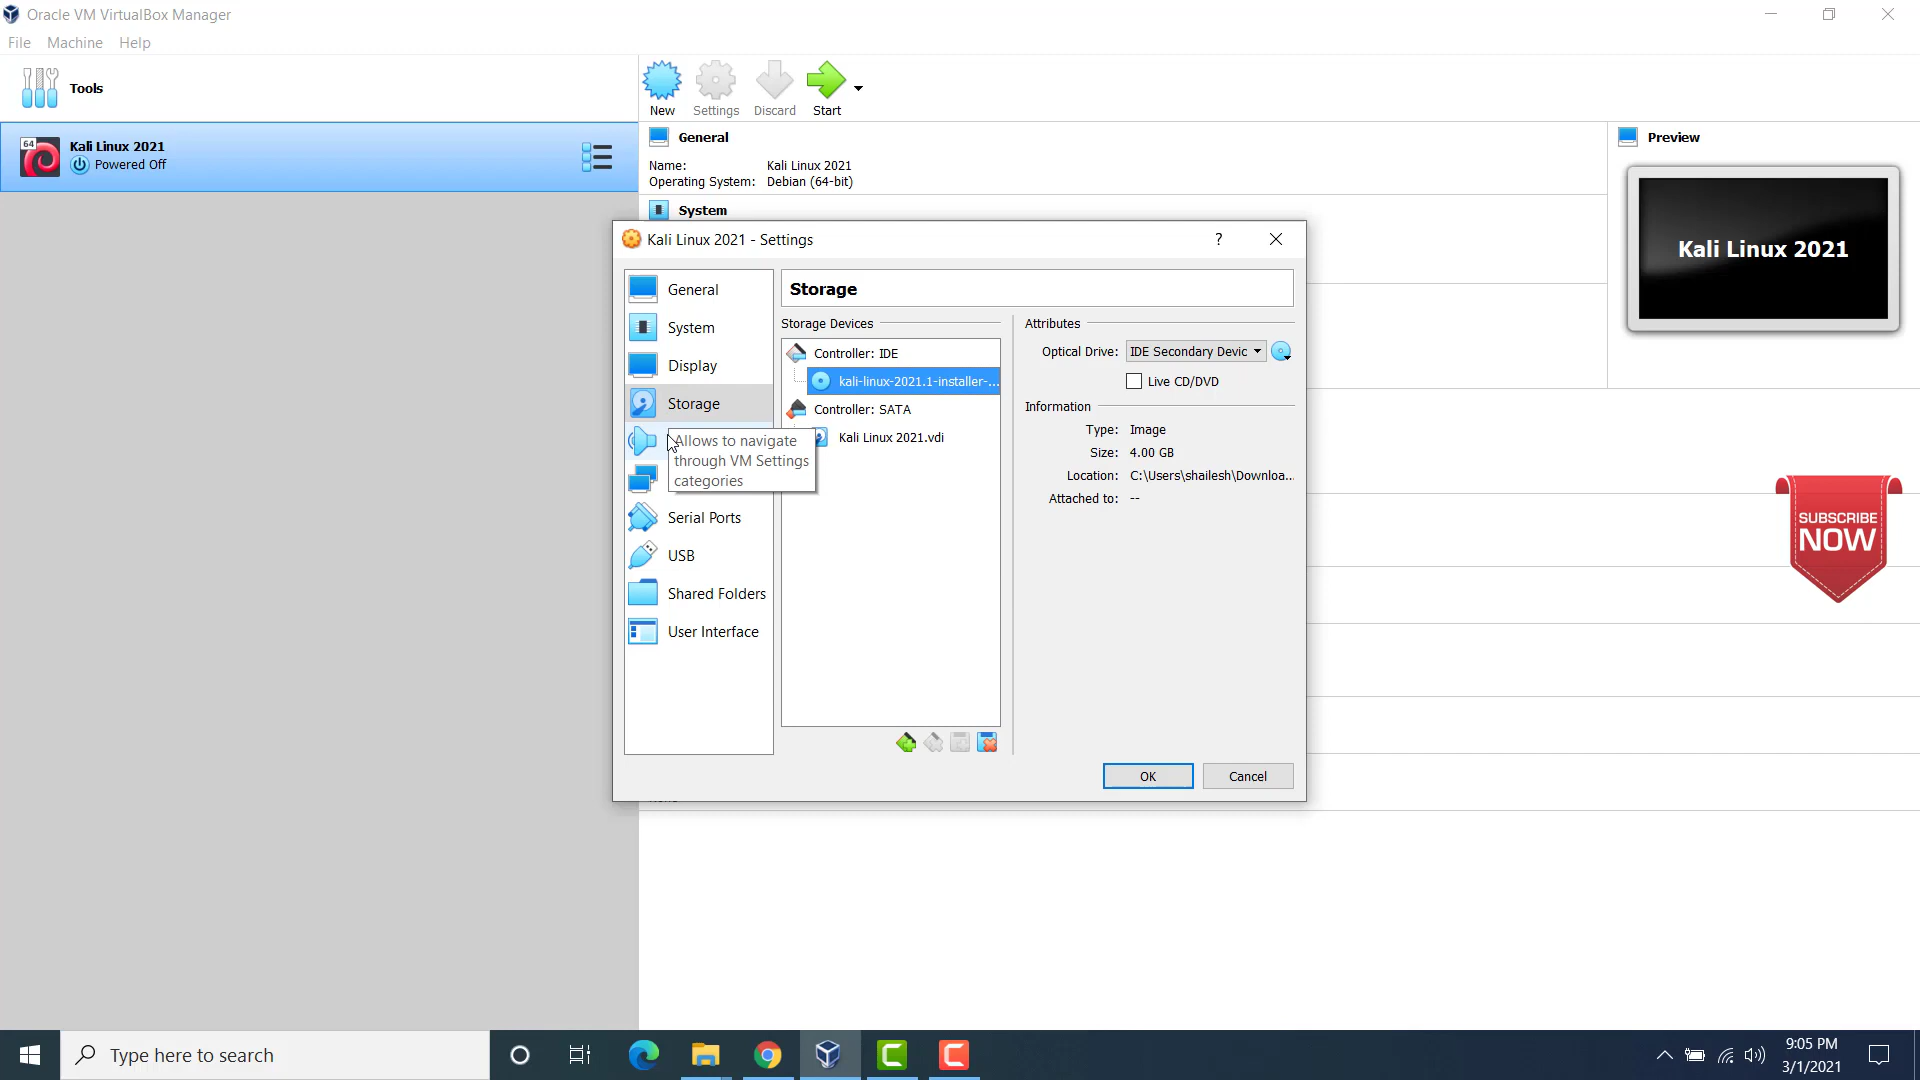 Oracle VM VirtualBox Manager
File Machine Help
Tools
New Settings Discard Start
64
Kali Linux 2021
Powered Off
General
Name: Kali Linux 2021
Operating System: Debian (64-bit)
System
Preview
Kali Linux 2021
Kali Linux 2021 - Settings
?
General
System
Display
Storage
Serial Ports
USB
Shared Folders
User Interface
Allows to navigate
through VM Settings
categories
Storage
Storage Devices
Controller: IDE
kali-linux-2021.1-installer-...
Controller: SATA
Kali Linux 2021.vdi
Attributes
Optical Drive: IDE Secondary Devic
Live CD/DVD
Information
Type: Image
Size: 4.00 GB
Location: C:\Users\shailesh\Downloa...
Attached to: --
OK Cancel
SUBSCRIBE
NOW
Type here to search
9:05 PM
3/1/2021